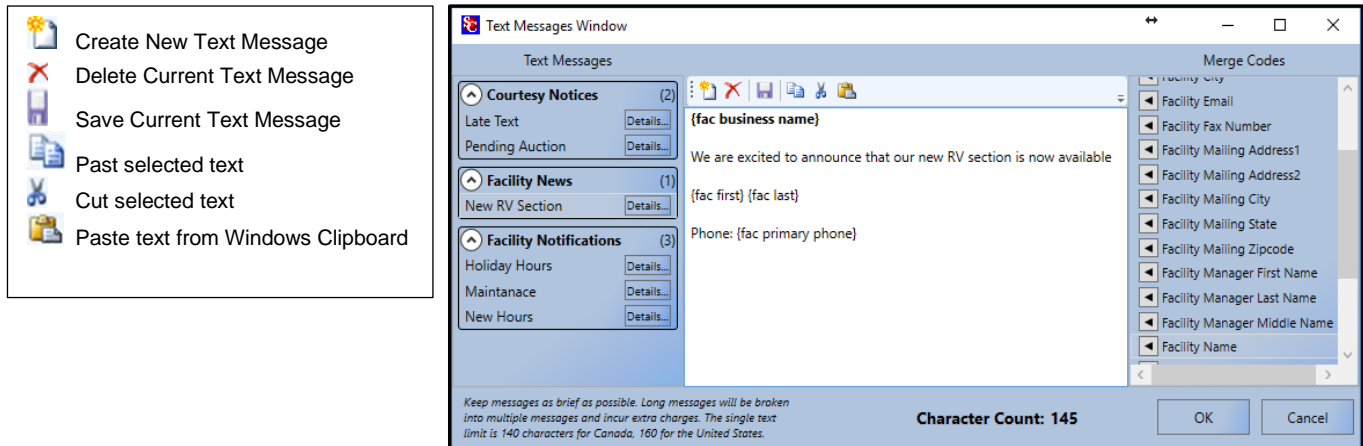 Create New Text Message
Delete Current Text Message
Save Current Text Message
Past selected text
Cut selected text
Paste text from Windows Clipboard
Text Messages Window
Text Messages
Courtesy Notices (2)
Late Text Details...
Pending Auction Details...
Facility News (1)
New RV Section Details...
Facility Notifications (3)
Holiday Hours Details...
Maintanace Details...
New Hours Details...
{fac business name}
We are excited to announce that our new RV section is now available
{fac first} {fac last}
Phone: {fac primary phone}
Merge Codes
Facility City
Facility Email
Facility Fax Number
Facility Mailing Address1
Facility Mailing Address2
Facility Mailing City
Facility Mailing State
Facility Mailing Zipcode
Facility Manager First Name
Facility Manager Last Name
Facility Manager Middle Name
Facility Name
Keep messages as brief as possible. Long messages will be broken
into multiple messages and incur extra charges. The single text
limit is 140 characters for Canada, 160 for the United States.
Character Count: 145
OK
Cancel